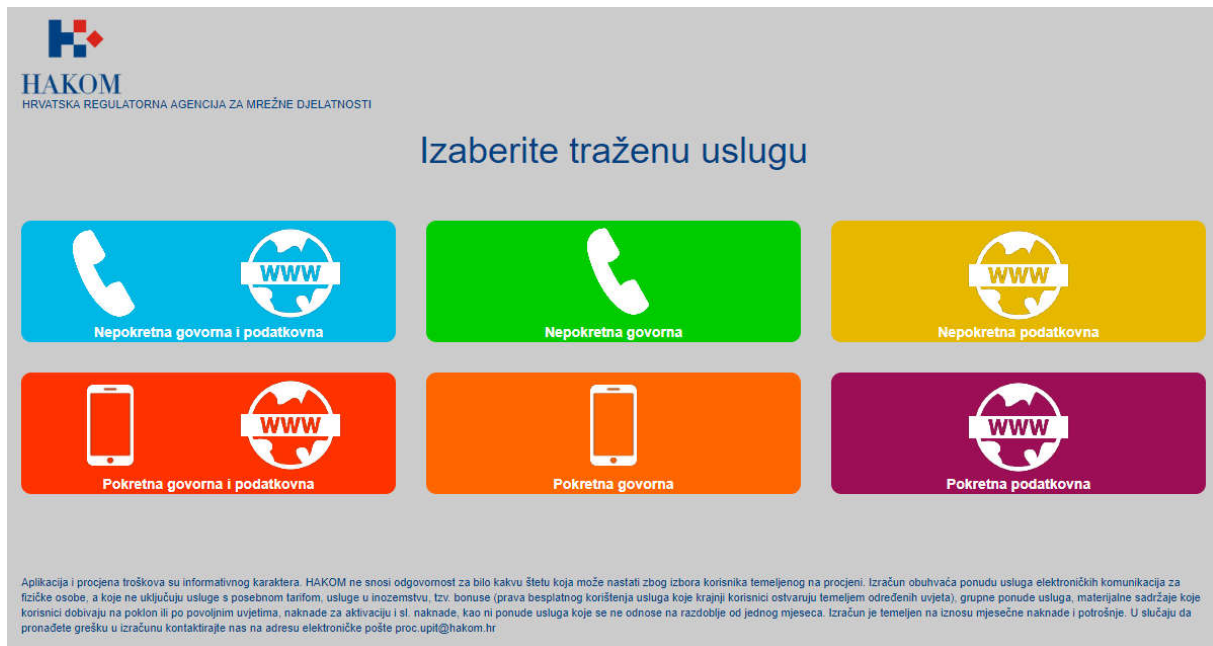 HAKOM
HRVATSKA REGULATORNA AGENCIJA ZA MREŽNE DJELATNOSTI
Izaberite traženu uslugu
WWW
WWW
Nepokretna govorna i podatkovna
Nepokretna govorna
Nepokretna podatkovna
WWW
WWW
Pokretna govorna i podatkovna
Pokretna govorna
Pokretna podatkovna
Aplikacija i procjena troškova su informativnog karaktera. HAKOM ne snosi odgovornost za bilo kakvu štetu koja može nastati zbog izbora korisnika temeljenog na procjeni. Izračun obuhvaća ponudu usluga elektroničkih komunikacija za
fizičke osobe, a koje ne uključuju usluge s posebnom tarifom, usluge u inozemstvu, tzv. bonuse (prava besplatnog korištenja usluga koje krajnji korisnici ostvaruju temeljem određenih uvjeta), grupne ponude usluga, materijalne sadržaje koje
korisnici dobivaju na poklon ili po povoljnim uvjetima, naknade za aktivaciju i sl. naknade, kao ni ponude usluga koje se ne odnose na razdoblje od jednog mjeseca. Izračun je temeljen na iznosu mjesečne naknade i potrošnje. U slučaju da
pronađete grešku u izračunu kontaktirajte nas na adresu elektroničke pošte proc.upit@hakom.hr